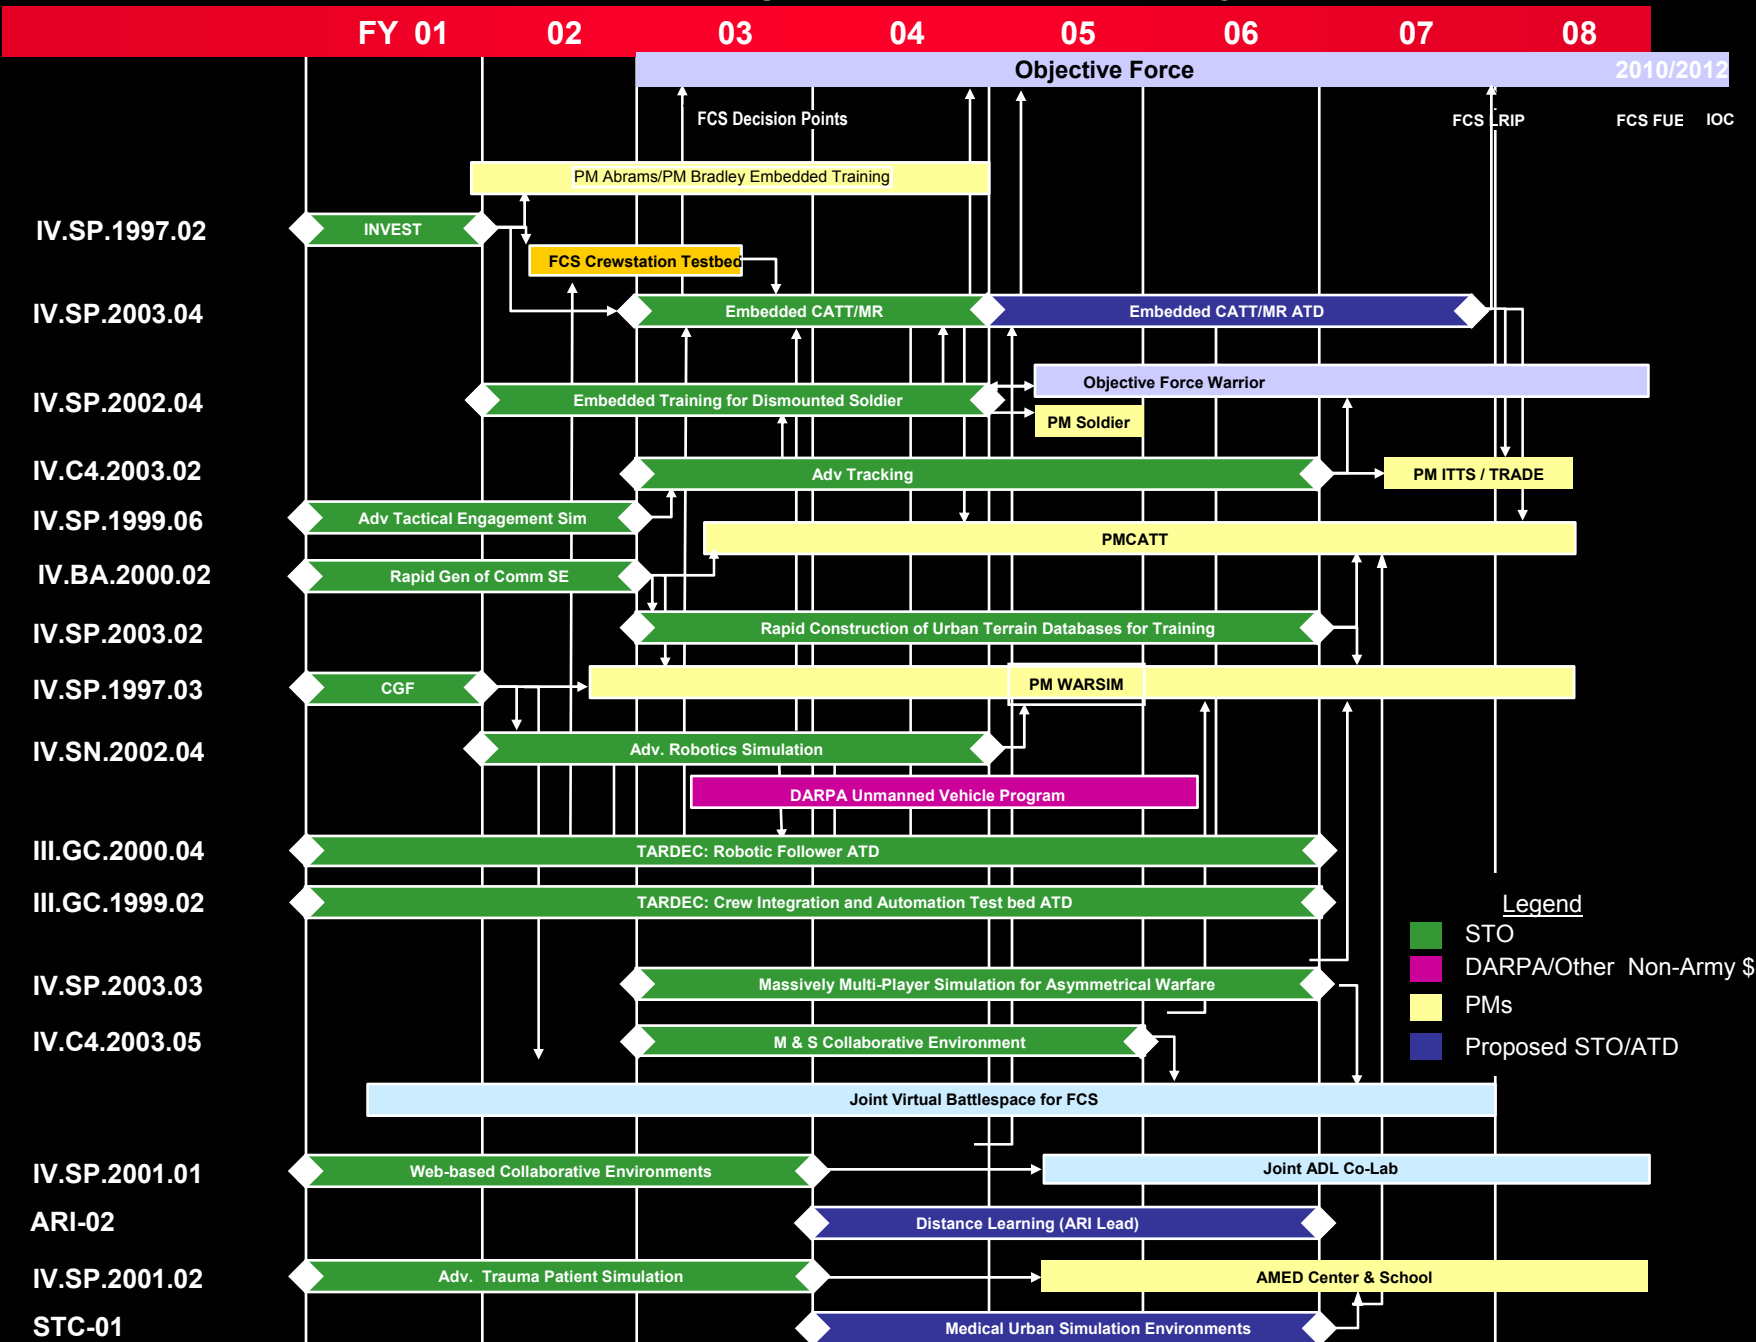 FY 01 02 03 04 05 06 07 08
Objective Force 2010/2012
FCS Decision Points FCS LRIP FCS FUE IOC
PM Abrams/PM Bradley Embedded Training
IV.SP.1997.02 INVEST
FCS Crewstation Testbed
IV.SP.2003.04 Embedded CATT/MR Embedded CATT/MR ATD
Objective Force Warrior
IV.SP.2002.04 Embedded Training for Dismounted Soldier
PM Soldier
IV.C4.2003.02 Adv Tracking PM ITTS / TRADE
IV.SP.1999.06 Adv Tactical Engagement Sim
PMCATT
IV.BA.2000.02 Rapid Gen of Comm SE
IV.SP.2003.02 Rapid Construction of Urban Terrain Databases for Training
IV.SP.1997.03 CGF PM WARSIM
IV.SN.2002.04 Adv. Robotics Simulation
DARPA Unmanned Vehicle Program
III.GC.2000.04 TARDEC: Robotic Follower ATD
III.GC.1999.02 TARDEC: Crew Integration and Automation Test bed ATD
Legend
STO
DARPA/Other Non-Army $
PMs
Proposed STO/ATD
IV.SP.2003.03 Massively Multi-Player Simulation for Asymmetrical Warfare
IV.C4.2003.05 M & S Collaborative Environment
Joint Virtual Battlespace for FCS
IV.SP.2001.01 Web-based Collaborative Environments Joint ADL Co-Lab
ARI-02 Distance Learning (ARI Lead)
IV.SP.2001.02 Adv. Trauma Patient Simulation AMED Center & School
STC-01 Medical Urban Simulation Environments